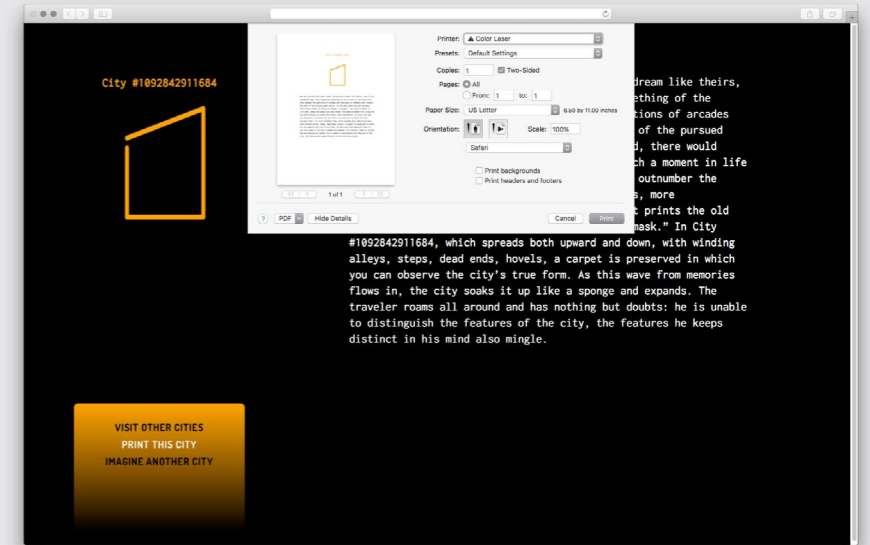 Printer: Color Laser
Presets: Default Settings
Copies: 1 Two-Sided
Pages: All
From: 1 to: 1
Paper Size: US Letter 8.50 by 11.00 inches
Orientation: Scale: 100%
Safari
Print backgrounds
Print headers and footers
1 of 1
? PDF Hide Details Cancel Print
City #1092842911684
dream like theirs,
ething of the
tions of arcades
of the pursued
d, there would
ch a moment in life
outnumber the
s, more
t prints the old
mask.” In City
#1092842911684, which spreads both upward and down, with winding
alleys, steps, dead ends, hovels, a carpet is preserved in which
you can observe the city’s true form. As this wave from memories
flows in, the city soaks it up like a sponge and expands. The
traveler roams all around and has nothing but doubts: he is unable
to distinguish the features of the city, the features he keeps
distinct in his mind also mingle.
VISIT OTHER CITIES
PRINT THIS CITY
IMAGINE ANOTHER CITY